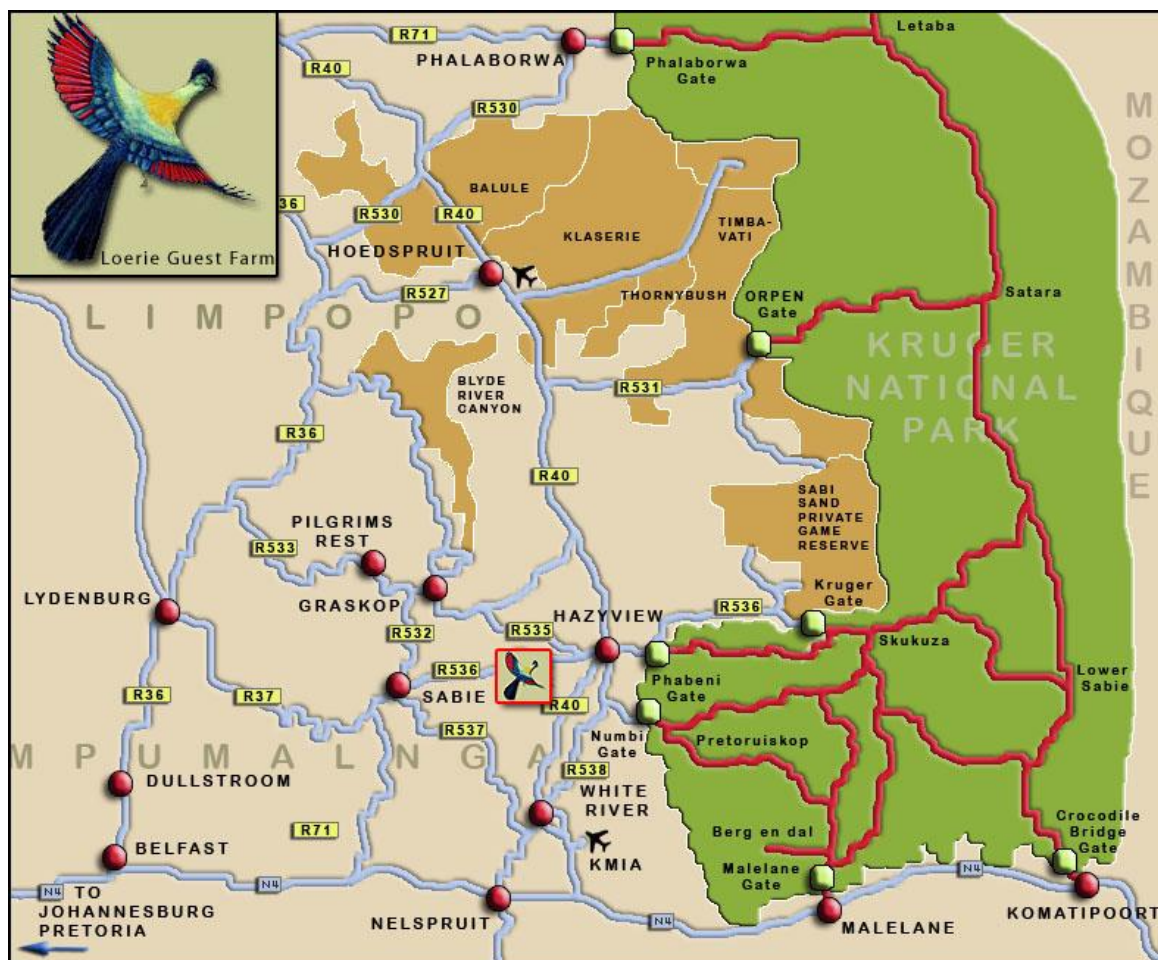 Loerie Guest Farm
R71
R40
PHALABORWA
Phalaborwa
Gate
Letaba
R530
BALULE
R530
R40
KLASERIE
TIMBA-
VATI
36
HOEDSPRUIT
R527
THORNYBUSH
ORPEN
Gate
Satara
LIMPOPO
MOZAMBIQUE
KRUGER
NATIONAL
PARK
BLYDE
RIVER
CANYON
R531
R36
R40
SABI
SAND
PRIVATE
GAME
RESERVE
PILGRIMS
REST
R533
LYDENBURG
GRASKOP
HAZYVIEW
R536
Kruger
Gate
R532
R535
Skukuza
R536
SABIE
Phabeni
Gate
Lower
Sabie
R36
R37
R40
R537
Numbi
Gate
Pretoruiskop
MPUMALNGA
DULLSTROOM
R538
WHITE
RIVER
R71
BELFAST
KMIA
Berg en dal
Malelane
Gate
Crocodile
Bridge
Gate
N4
N4
N4
N4
TO
JOHANNESBURG
PRETORIA
NELSPRUIT
MALELANE
KOMATIPOORT